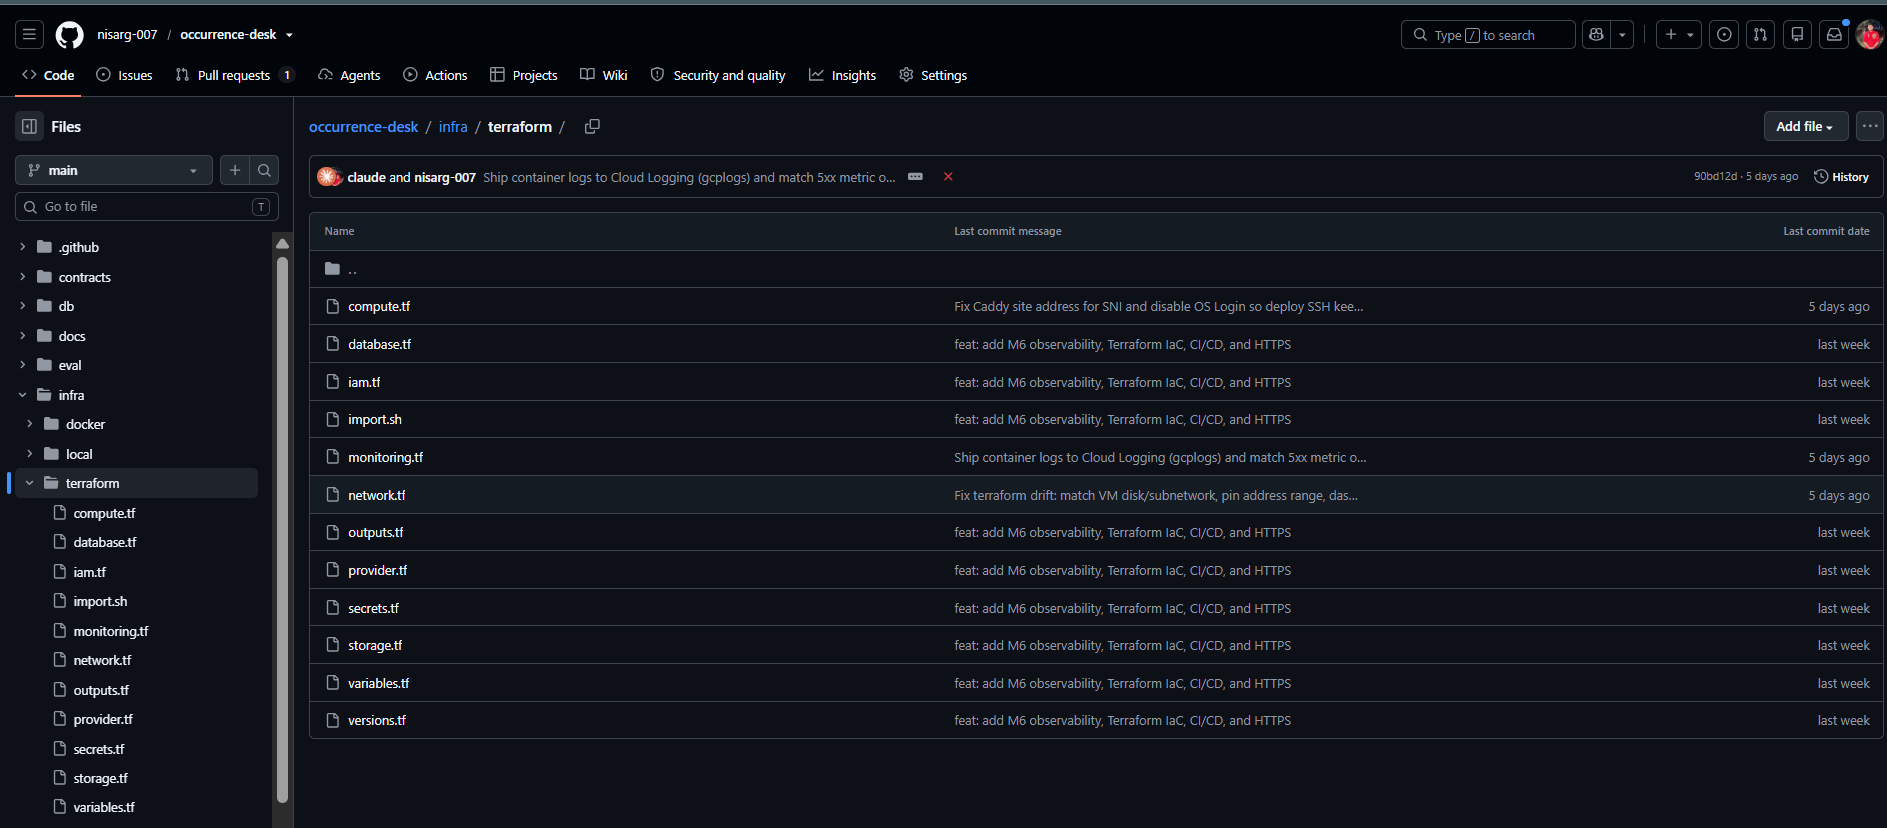 nisarg-007 / occurrence-desk
Type / to search
Code Issues Pull requests 1 Agents Actions Projects Wiki Security and quality Insights Settings
Files
main
Go to file T
.github
contracts
db
docs
eval
infra
docker
local
terraform
compute.tf
database.tf
iam.tf
import.sh
monitoring.tf
network.tf
outputs.tf
provider.tf
secrets.tf
storage.tf
variables.tf
occurrence-desk / infra / terraform /
Add file
claude and nisarg-007 Ship container logs to Cloud Logging (gcplogs) and match 5xx metric o... 90bd12d · 5 days ago History
Name Last commit message Last commit date
..
compute.tf Fix Caddy site address for SNI and disable OS Login so deploy SSH kee... 5 days ago
database.tf feat: add M6 observability, Terraform IaC, CI/CD, and HTTPS last week
iam.tf feat: add M6 observability, Terraform IaC, CI/CD, and HTTPS last week
import.sh feat: add M6 observability, Terraform IaC, CI/CD, and HTTPS last week
monitoring.tf Ship container logs to Cloud Logging (gcplogs) and match 5xx metric o... 5 days ago
network.tf Fix terraform drift: match VM disk/subnetwork, pin address range, das... 5 days ago
outputs.tf feat: add M6 observability, Terraform IaC, CI/CD, and HTTPS last week
provider.tf feat: add M6 observability, Terraform IaC, CI/CD, and HTTPS last week
secrets.tf feat: add M6 observability, Terraform IaC, CI/CD, and HTTPS last week
storage.tf feat: add M6 observability, Terraform IaC, CI/CD, and HTTPS last week
variables.tf feat: add M6 observability, Terraform IaC, CI/CD, and HTTPS last week
versions.tf feat: add M6 observability, Terraform IaC, CI/CD, and HTTPS last week